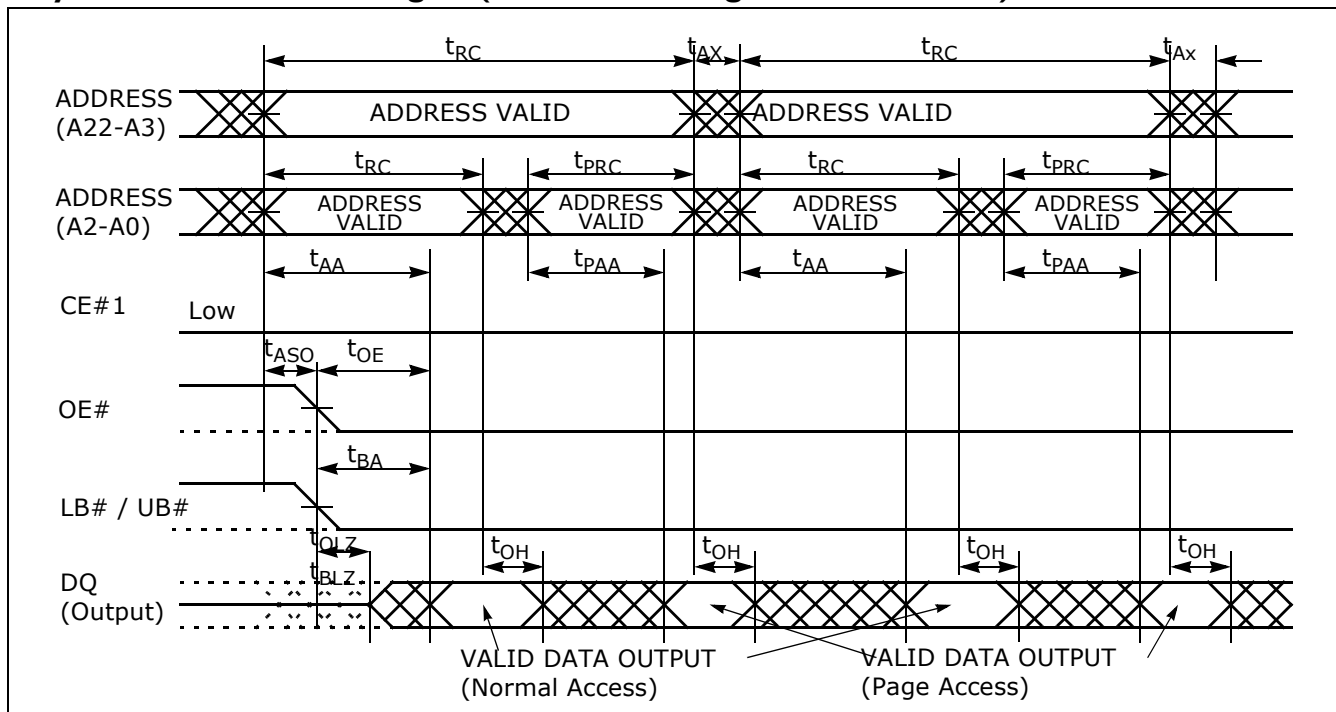 tRC tAX tRC tAx
ADDRESS
(A22-A3)
ADDRESS VALID ADDRESS VALID
tRC tPRC tRC tPRC
ADDRESS
(A2-A0)
ADDRESS
VALID
ADDRESS
VALID
ADDRESS
VALID
ADDRESS
VALID
tAA tPAA tAA tPAA
CE#1 Low
tASO tOE
OE#
tBA
LB# / UB#
tOLZ tOH tOH tOH tOH
tBLZ
DQ
(Output)
VALID DATA OUTPUT
(Normal Access)
VALID DATA OUTPUT
(Page Access)